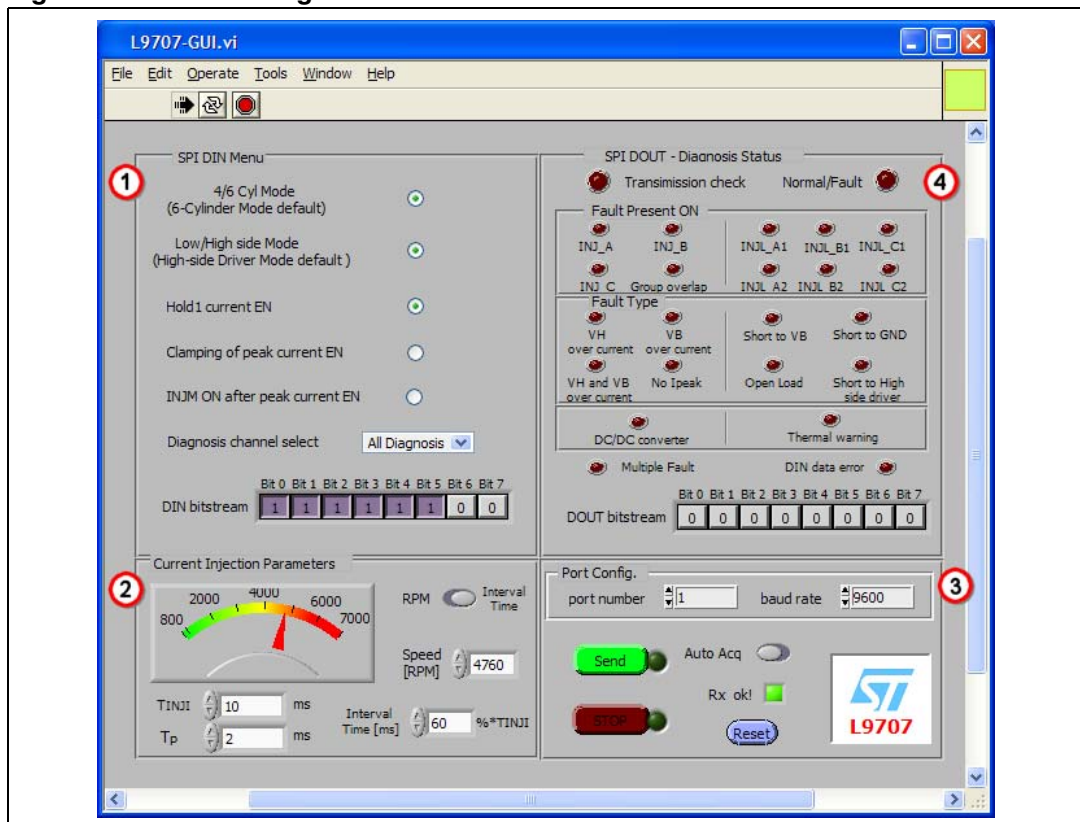 L9707-GUI.vi
File Edit Operate Tools Window Help
1
SPI DIN Menu
4/6 Cyl Mode
(6-Cylinder Mode default)
Low/High side Mode
(High-side Driver Mode default )
Hold1 current EN
Clamping of peak current EN
INJM ON after peak current EN
Diagnosis channel select All Diagnosis
Bit 0 Bit 1 Bit 2 Bit 3 Bit 4 Bit 5 Bit 6 Bit 7
DIN bitstream 1 1 1 1 1 1 0 0
4
SPI DOUT - Diagnosis Status
Transimission check Normal/Fault
Fault Present ON
INJ_A INJ_B INJL_A1 INJL_B1 INJL_C1
INJ C Group overlap INJL A2 INJL B2 INJL C2
Fault Type
VH
over current
VB
over current
Short to VB Short to GND
VH and VB
over current
No Ipeak Open Load
Short to High
side driver
DC/DC converter Thermal warning
Multiple Fault DIN data error
Bit 0 Bit 1 Bit 2 Bit 3 Bit 4 Bit 5 Bit 6 Bit 7
DOUT bitstream 0 0 0 0 0 0 0 0
2
Current Injection Parameters
800 2000 4000 6000 7000
RPM
Interval
Time
Speed
[RPM]
4760
TINJI 10 ms
Tp 2 ms
Interval
Time [ms]
60 %*TINJI
3
Port Config.
port number 1 baud rate 9600
Send Auto Acq
Rx ok!
STOP Reset
ST
L9707